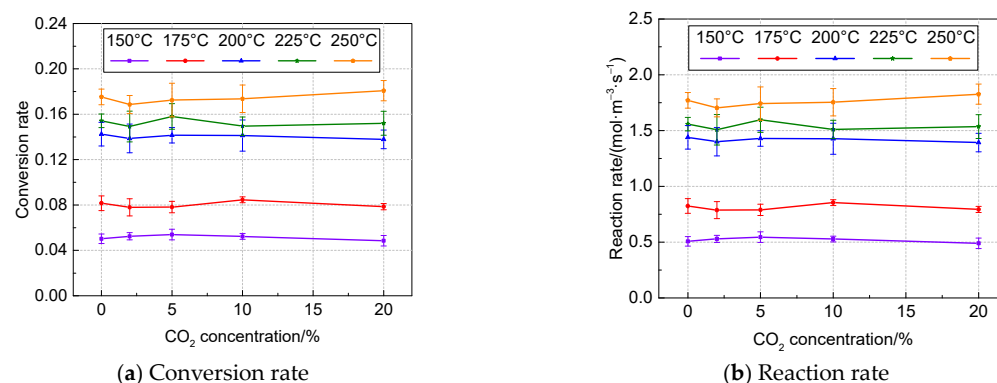 0.24
0.20
0.16
0.12
0.08
0.04
0.00
Conversion rate
150°C 175°C 200°C 225°C 250°C
0 5 10 15 20
CO₂ concentration/%
(a) Conversion rate
2.5
2.0
1.5
1.0
0.5
0.0
Reaction rate/(mol·m⁻³·s⁻¹)
150°C 175°C 200°C 225°C 250°C
0 5 10 15 20
CO₂ concentration/%
(b) Reaction rate